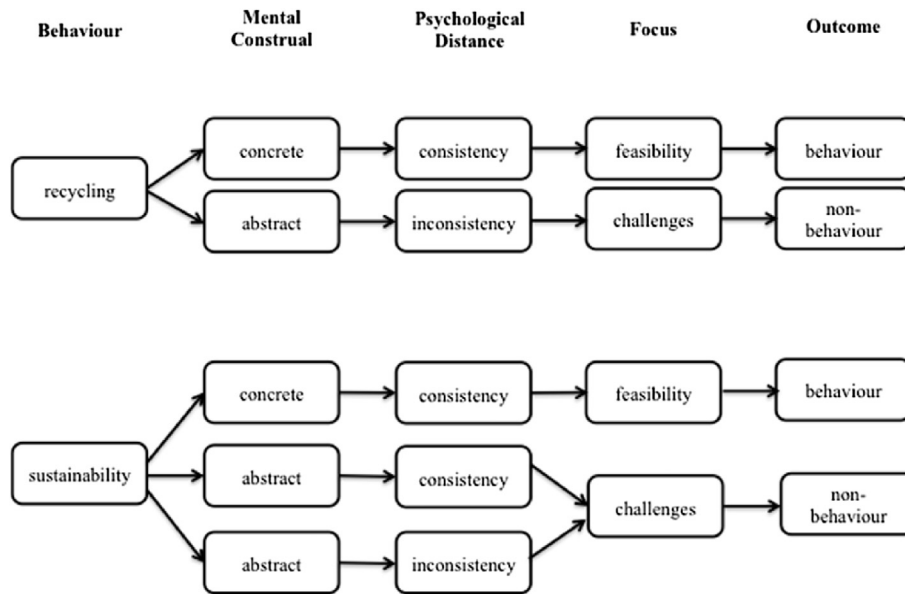 Behaviour
Mental
Construal
Psychological
Distance
Focus
Outcome
recycling
concrete
consistency
feasibility
behaviour
abstract
inconsistency
challenges
non-
behaviour
sustainability
concrete
consistency
feasibility
behaviour
abstract
consistency
challenges
non-
behaviour
abstract
inconsistency